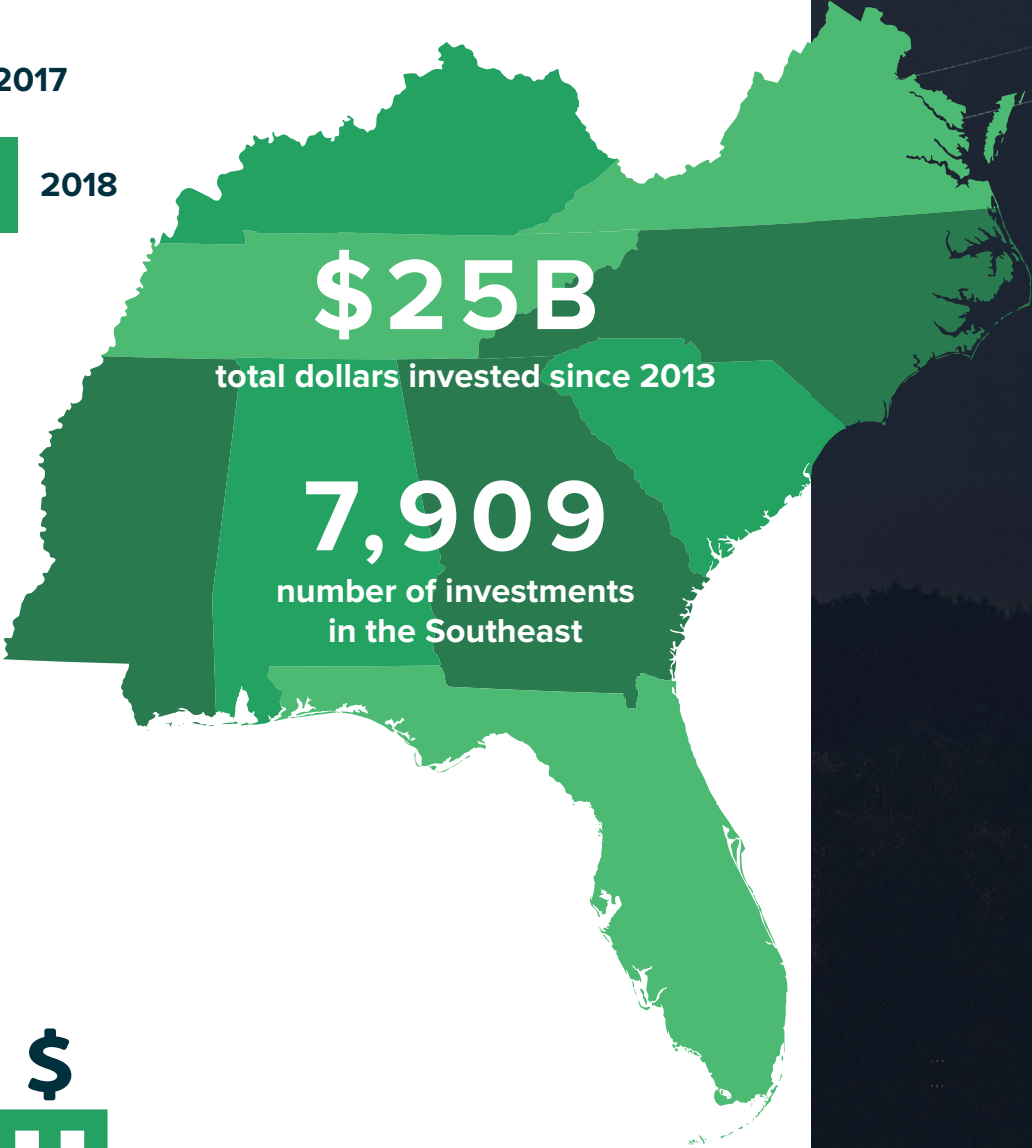 2017
2018
$25B
total dollars invested since 2013
7,909
number of investments
in the Southeast
$